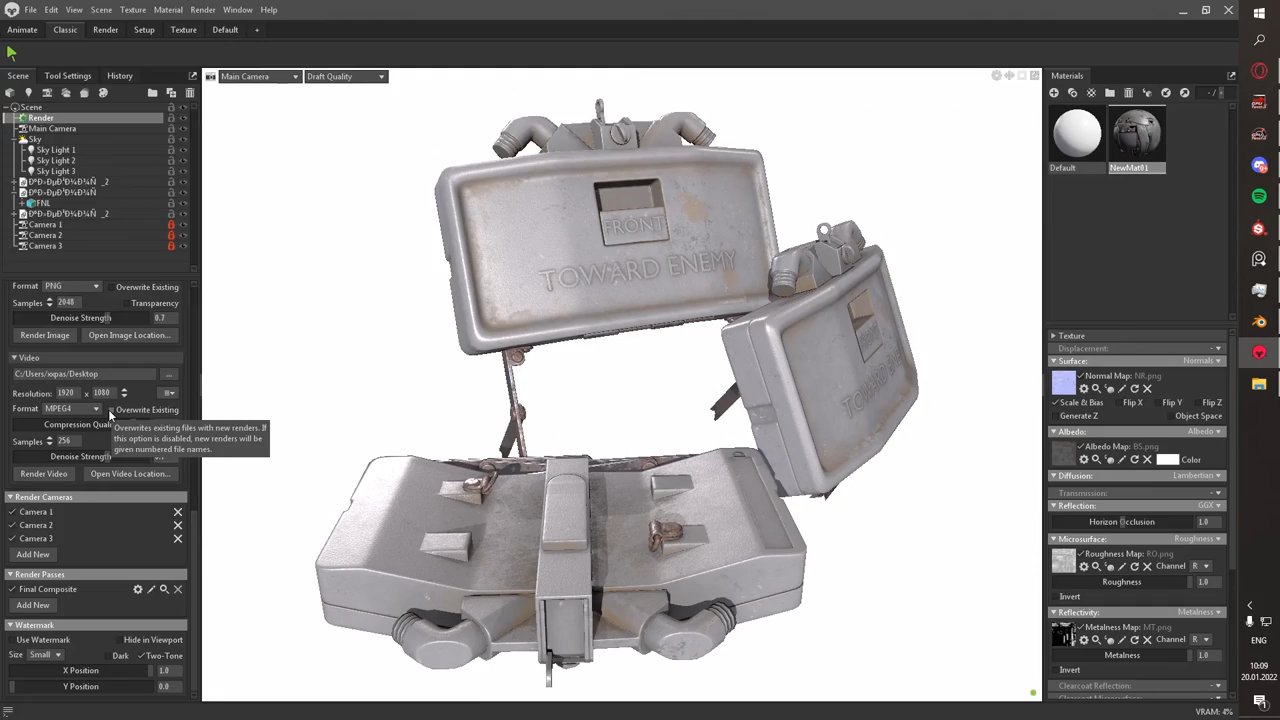 File Edit View Scene Texture Material Render Window Help
Animate Classic Render Setup Texture Default +
Scene Tool Settings History
Main Camera Draft Quality
Materials
Scene
Render
Main Camera
Sky
Sky Light 1
Sky Light 2
Sky Light 3
FNL
Camera 1
Camera 2
Camera 3
Default NewMat01
Format PNG Overwrite Existing
Samples 2048 Transparency
Denoise Strength 0.7
Render Image Open Image Location...
Video
C:/Users/xxpas/Desktop ...
Resolution: 1920 x 1080
Format MPEG4 Overwrite Existing
Compression Quali
Overwrites existing files with new renders. If
this option is disabled, new renders will be
given numbered file names.
Samples 256
Denoise Strength
Render Video Open Video Location...
Render Cameras
Camera 1
Camera 2
Camera 3
Add New
Render Passes
Final Composite
Add New
Watermark
Use Watermark Hide in Viewport
Size Small Dark Two-Tone
X Position 1.0
Y Position 0.0
FRONT
TOWARD ENEMY
FRONT
TOWARD ENEMY
Texture
Displacement:
Surface: Normals
Normal Map: NR.png
Scale & Bias Flip X Flip Y Flip Z
Generate Z Object Space
Albedo: Albedo
Albedo Map: BS.png
Color
Diffusion: Lambertian
Transmission:
Reflection: GGX
Horizon Occlusion 1.0
Microsurface: Roughness
Roughness Map: RO.png
Channel R
Roughness 1.0
Invert
Reflectivity: Metalness
Metalness Map: MT.png
Channel R
Metalness 1.0
Invert
Clearcoat Reflection:
VRAM: 4%
ENG
10:09
20.01.2022